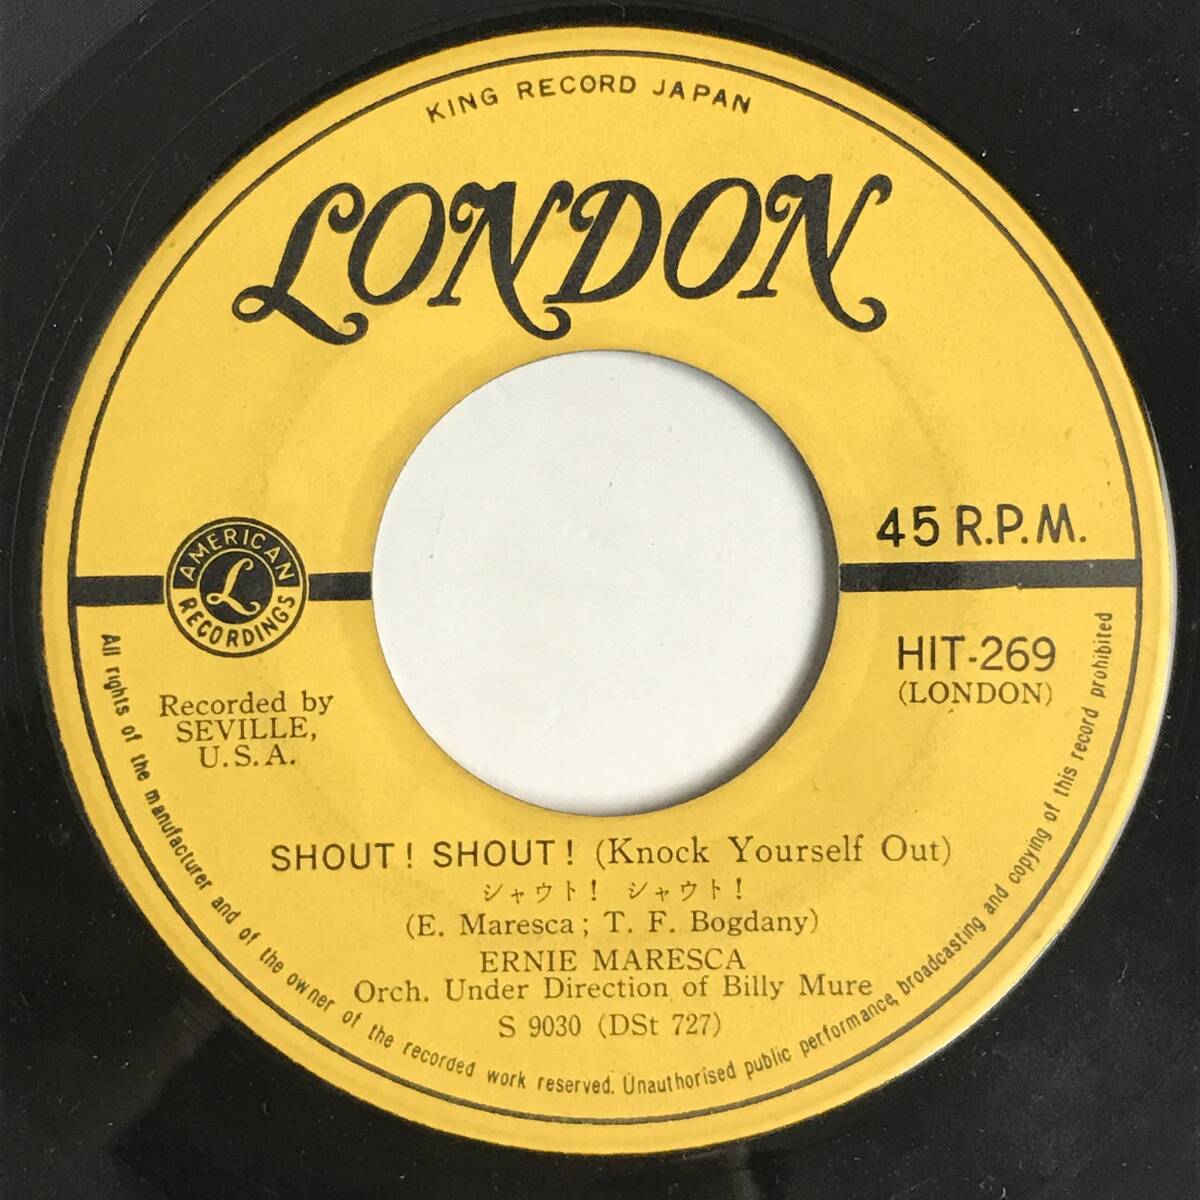 KING RECORD JAPAN
LONDON
45 R.P.M.
AMERICAN L RECORDINGS
HIT-269
(LONDON)
Recorded by
SEVILLE,
U.S.A.
SHOUT! SHOUT! (Knock Yourself Out)
シャウト! シャウト!
(E. Maresca; T. F. Bogdany)
ERNIE MARESCA
Orch. Under Direction of Billy Mure
S 9030 (DSt 727)
All rights of the manufacturer and of the owner of the recorded work reserved. Unauthorised public performance, broadcasting and copying of this record prohibited